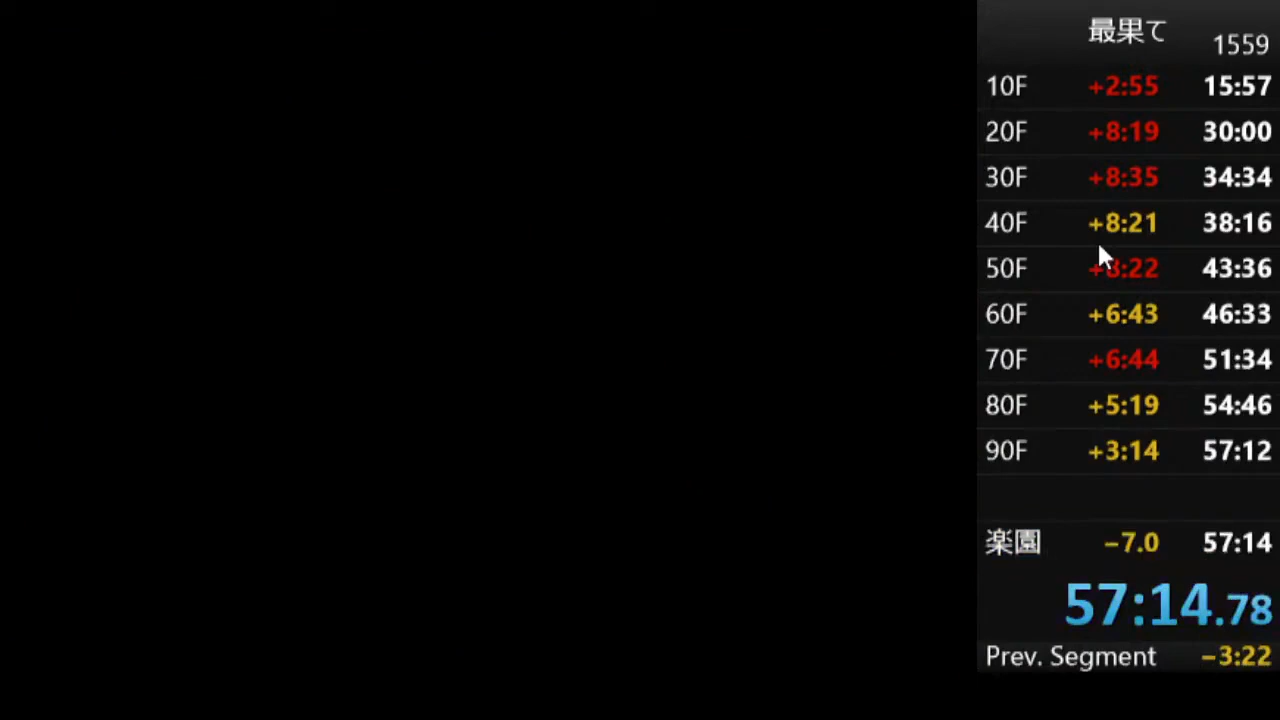 最果て
1559
10F +2:55 15:57
20F +8:19 30:00
30F +8:35 34:34
40F +8:21 38:16
50F +8:22 43:36
60F +6:43 46:33
70F +6:44 51:34
80F +5:19 54:46
90F +3:14 57:12
楽園 −7.0 57:14
57:14.78
Prev. Segment −3:22